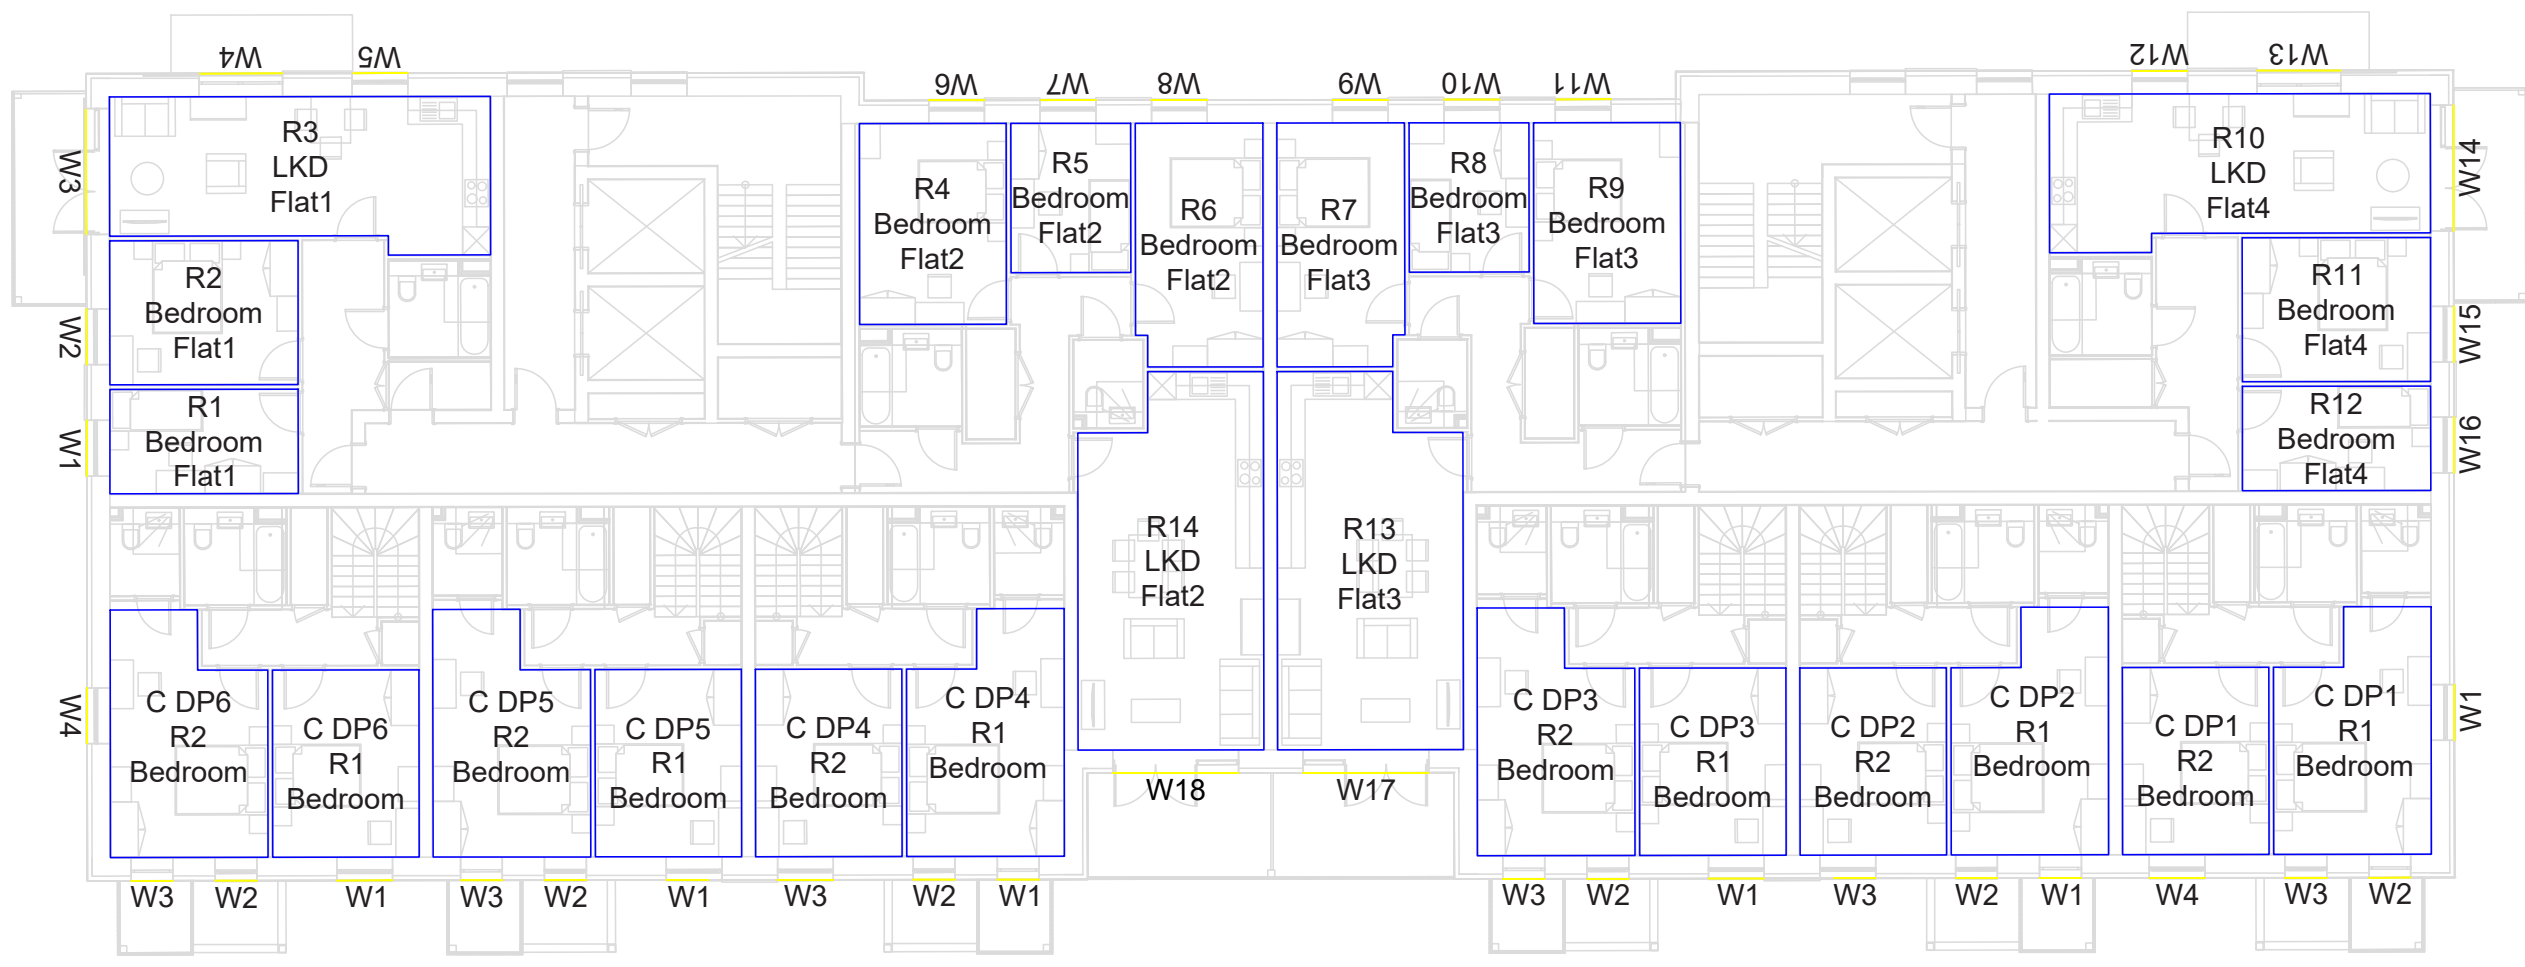 W4
W5
W6
W7
W8
W9
W10
W11
W12
W13
R3
LKD
Flat1
W3
R2
Bedroom
Flat1
W2
R1
Bedroom
Flat1
W1
R4
Bedroom
Flat2
R5
Bedroom
Flat2
R6
Bedroom
Flat2
R7
Bedroom
Flat3
R8
Bedroom
Flat3
R9
Bedroom
Flat3
R10
LKD
Flat4
W14
R11
Bedroom
Flat4
W15
R12
Bedroom
Flat4
W16
R14
LKD
Flat2
R13
LKD
Flat3
W18
W17
W4
C DP6
R2
Bedroom
C DP6
R1
Bedroom
C DP5
R2
Bedroom
C DP5
R1
Bedroom
C DP4
R2
Bedroom
C DP4
R1
Bedroom
C DP3
R2
Bedroom
C DP3
R1
Bedroom
C DP2
R2
Bedroom
C DP2
R1
Bedroom
C DP1
R2
Bedroom
C DP1
R1
Bedroom
W1
W3
W2
W1
W3
W2
W1
W3
W2
W1
W3
W2
W1
W3
W2
W1
W4
W3
W2